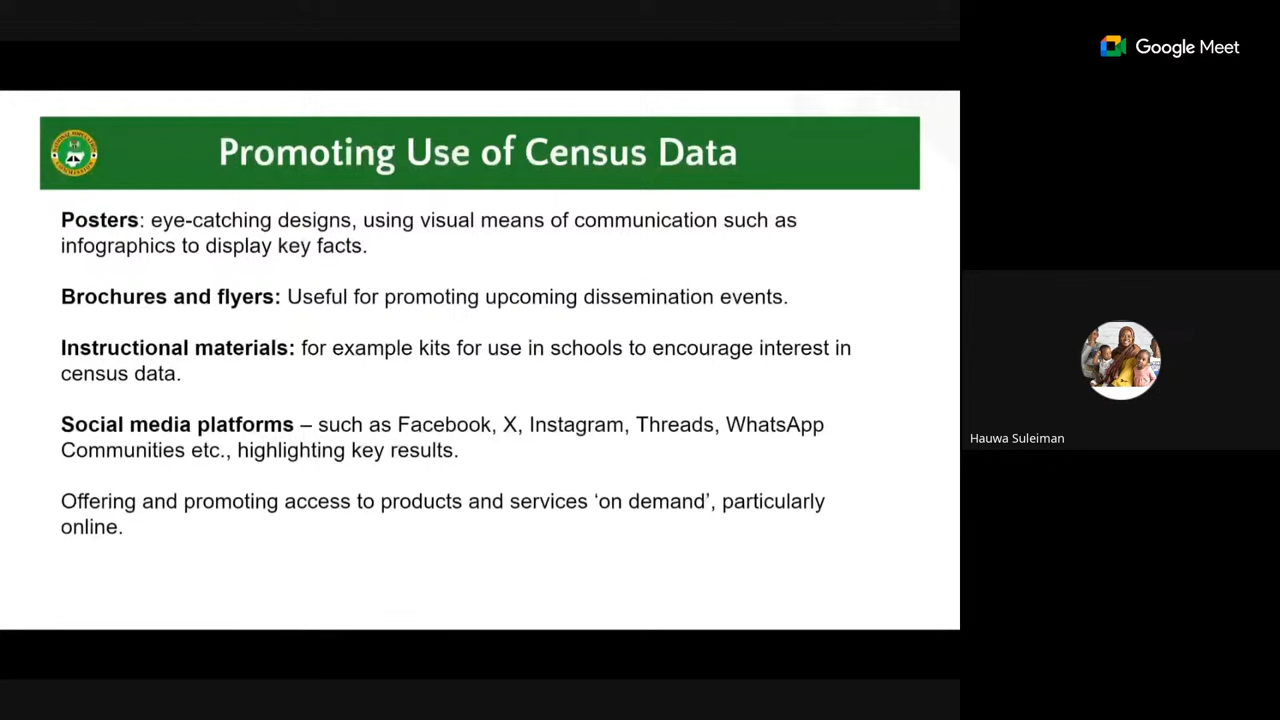 Google Meet
Promoting Use of Census Data
Posters: eye-catching designs, using visual means of communication such as
infographics to display key facts.
Brochures and flyers: Useful for promoting upcoming dissemination events.
Instructional materials: for example kits for use in schools to encourage interest in
census data.
Social media platforms – such as Facebook, X, Instagram, Threads, WhatsApp
Communities etc., highlighting key results.
Offering and promoting access to products and services ‘on demand’, particularly
online.
Hauwa Suleiman